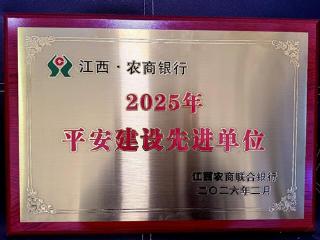 江西·农商银行
2025年
平安建设先进单位
江西农商联合银行
二〇二六年二月